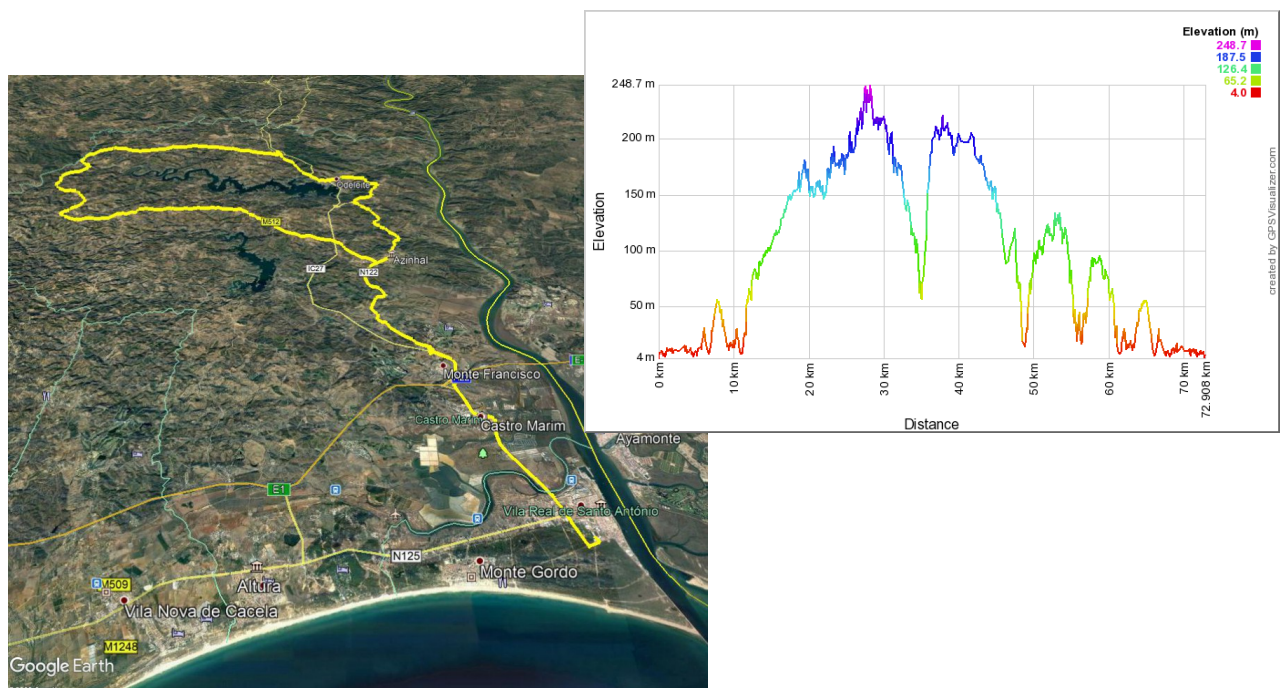 Elevation (m)
248.7
187.5
126.4
65.2
4.0
248.7 m
200 m
150 m
100 m
50 m
4 m
Elevation
0 km
10 km
20 km
30 km
40 km
50 km
60 km
70 km
72.908 km
Distance
created by GPSVisualizer.com
Odeleite
M512
Azinhal
IC27
N122
Monte Francisco
Castro Marim
Castro Marim
Ayamonte
E1
Vila Real de Santo António
N125
Monte Gordo
M509
Altura
Vila Nova de Cacela
M1248
Google Earth